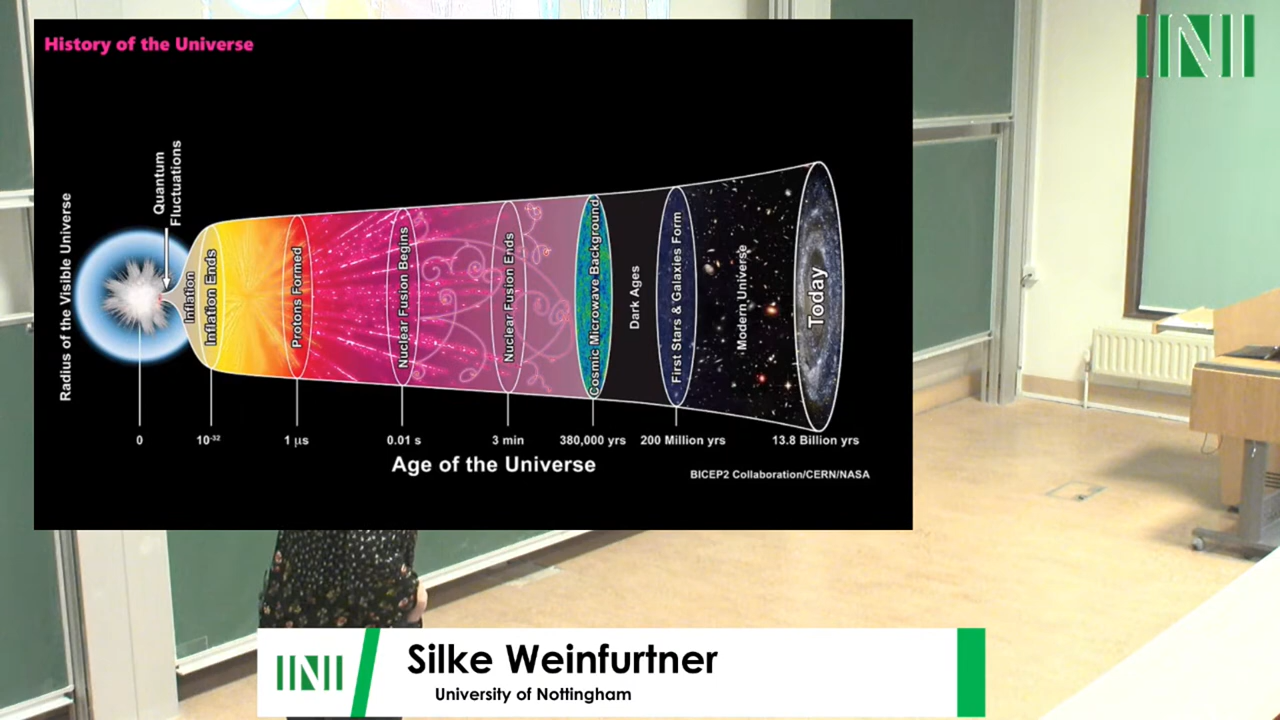 History of the Universe
INI
Radius of the Visible Universe
Quantum
Fluctuations
Inflation
Inflation Ends
Protons Formed
Nuclear Fusion Begins
Nuclear Fusion Ends
Cosmic Microwave Background
Dark Ages
First Stars & Galaxies Form
Modern Universe
Today
0
10⁻³²
1 µs
0.01 s
3 min
380,000 yrs
200 Million yrs
13.8 Billion yrs
Age of the Universe
BICEP2 Collaboration/CERN/NASA
INI
Silke Weinfurtner
University of Nottingham